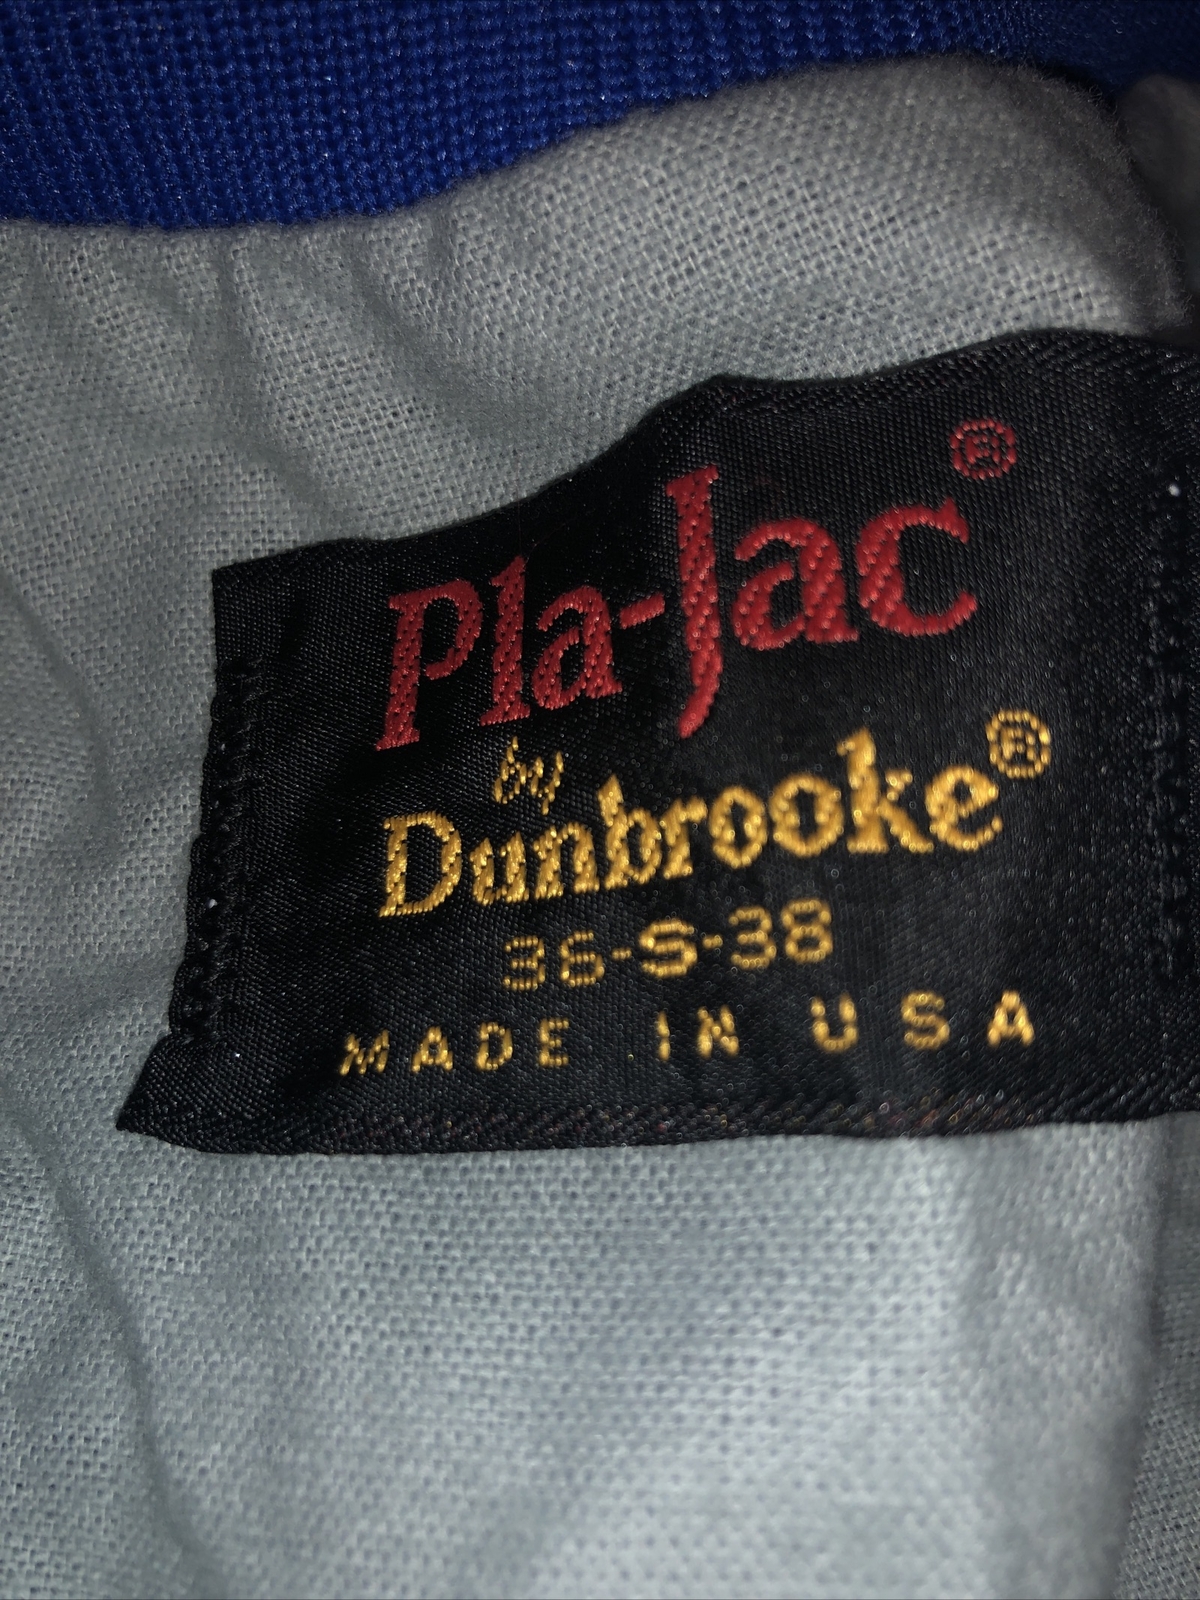 Pla-Jac®
by
Dunbrooke®
36-S-38
MADE IN USA